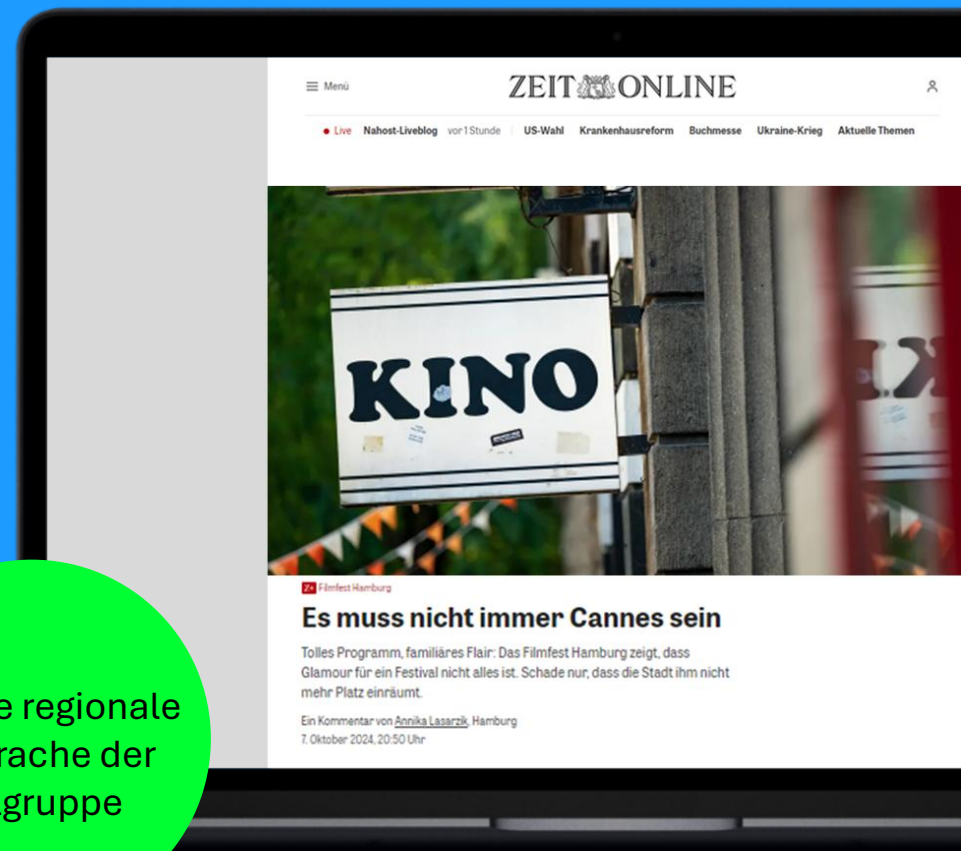 Menü
ZEIT ONLINE
Live Nahost-Liveblog vor 1 Stunde US-Wahl Krankenhausreform Buchmesse Ukraine-Krieg Aktuelle Themen
KINO
Z+ Filmfest Hamburg
Es muss nicht immer Cannes sein
Tolles Programm, familiäres Flair: Das Filmfest Hamburg zeigt, dass
Glamour für ein Festival nicht alles ist. Schade nur, dass die Stadt ihm nicht
mehr Platz einräumt.
Ein Kommentar von Annika Lasarzik, Hamburg
7. Oktober 2024, 20:50 Uhr
e regionale
rache der
gruppe